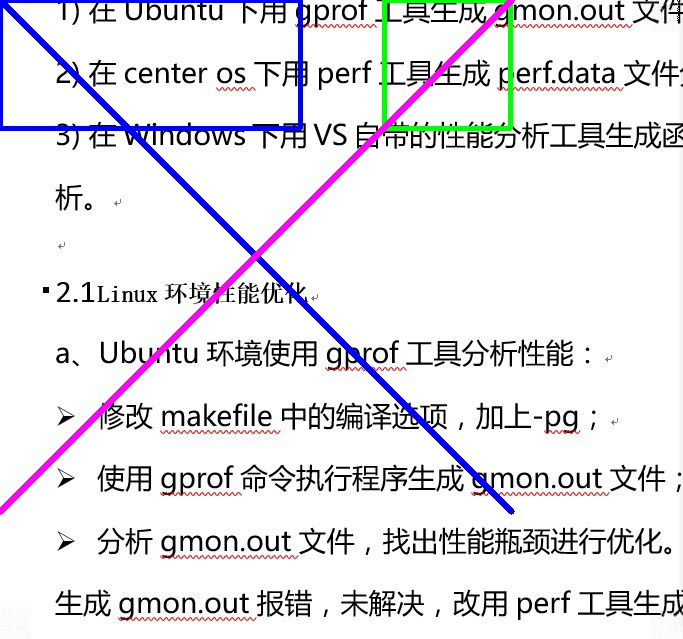 1) 在 Ubuntu 下用 gprof 工具生成 gmon.out 文件
2) 在 center os 下用 perf 工具生成 perf.data 文件
3) 在 Windows 下用 VS 自带的性能分析工具生成函
析。
2.1Linux 环境性能优化
a、Ubuntu 环境使用 gprof 工具分析性能：
➢ 修改 makefile 中的编译选项，加上-pg；
➢ 使用 gprof 命令执行程序生成 gmon.out 文件；
➢ 分析 gmon.out 文件，找出性能瓶颈进行优化。
生成 gmon.out 报错，未解决，改用 perf 工具生成